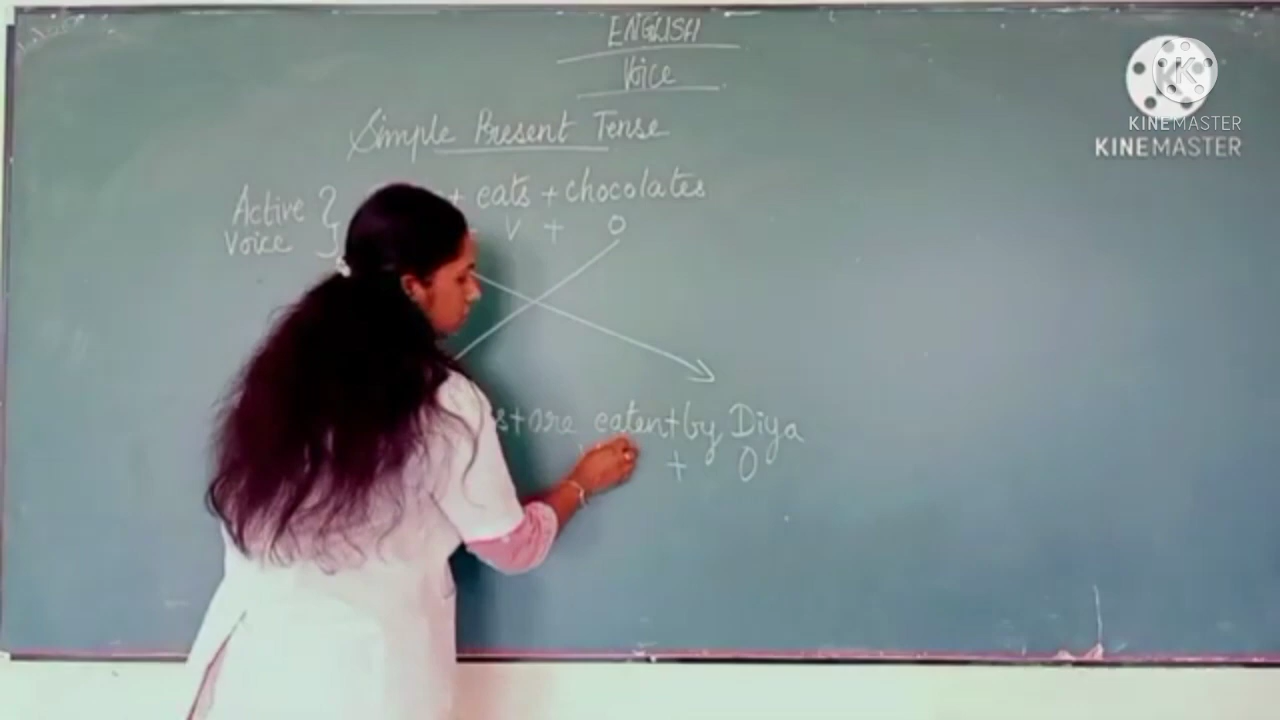 ENGLISH
Voice
Simple Present Tense
Active + eats + chocolates
Voice V + O
are eaten+by Diya
+ O
KINEMASTER
KINEMASTER